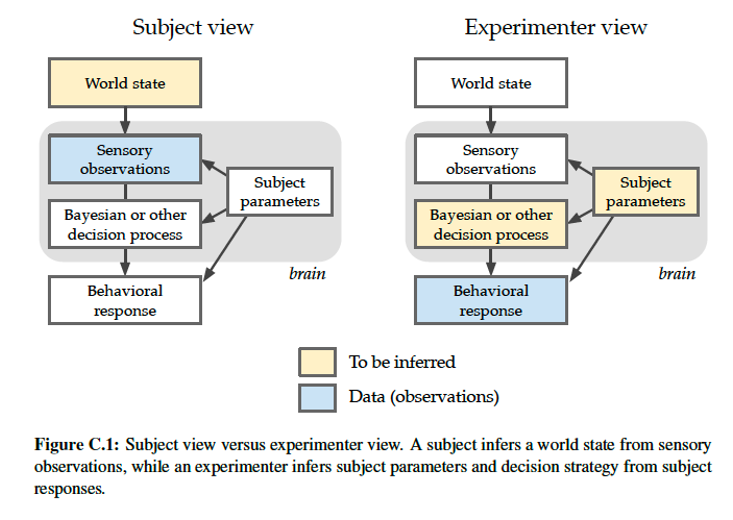 Subject view
World state
Sensory
observations
Subject
parameters
Bayesian or other
decision process
brain
Behavioral
response
Experimenter view
World state
Sensory
observations
Subject
parameters
Bayesian or other
decision process
brain
Behavioral
response
To be inferred
Data (observations)
Figure C.1: Subject view versus experimenter view. A subject infers a world state from sensory
observations, while an experimenter infers subject parameters and decision strategy from subject
responses.